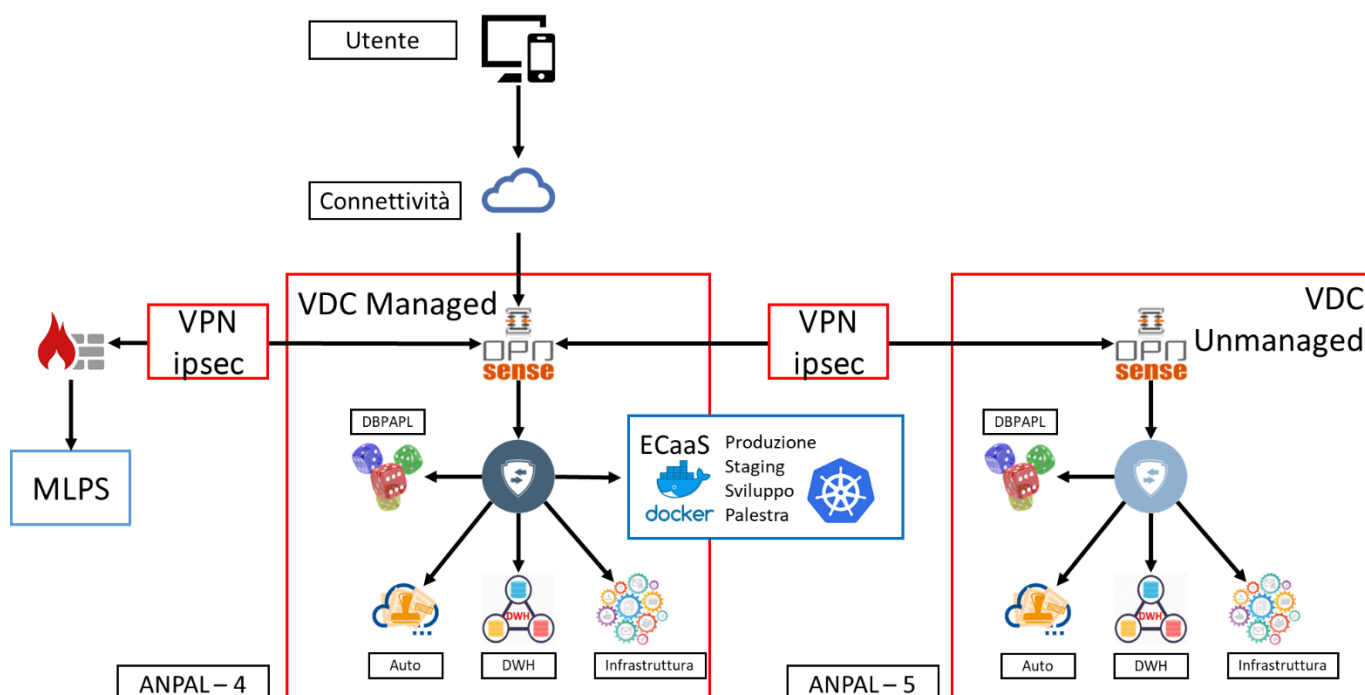 Utente
Connettività
VDC Managed
VDC
Unmanaged
VPN
ipsec
VPN
ipsec
OPN
sense
OPN
sense
MLPS
DBPAPL
ECaaS
docker
Produzione
Staging
Sviluppo
Palestra
DBPAPL
DWH
DWH
Auto
DWH
Infrastruttura
Auto
DWH
Infrastruttura
ANPAL – 4
ANPAL – 5